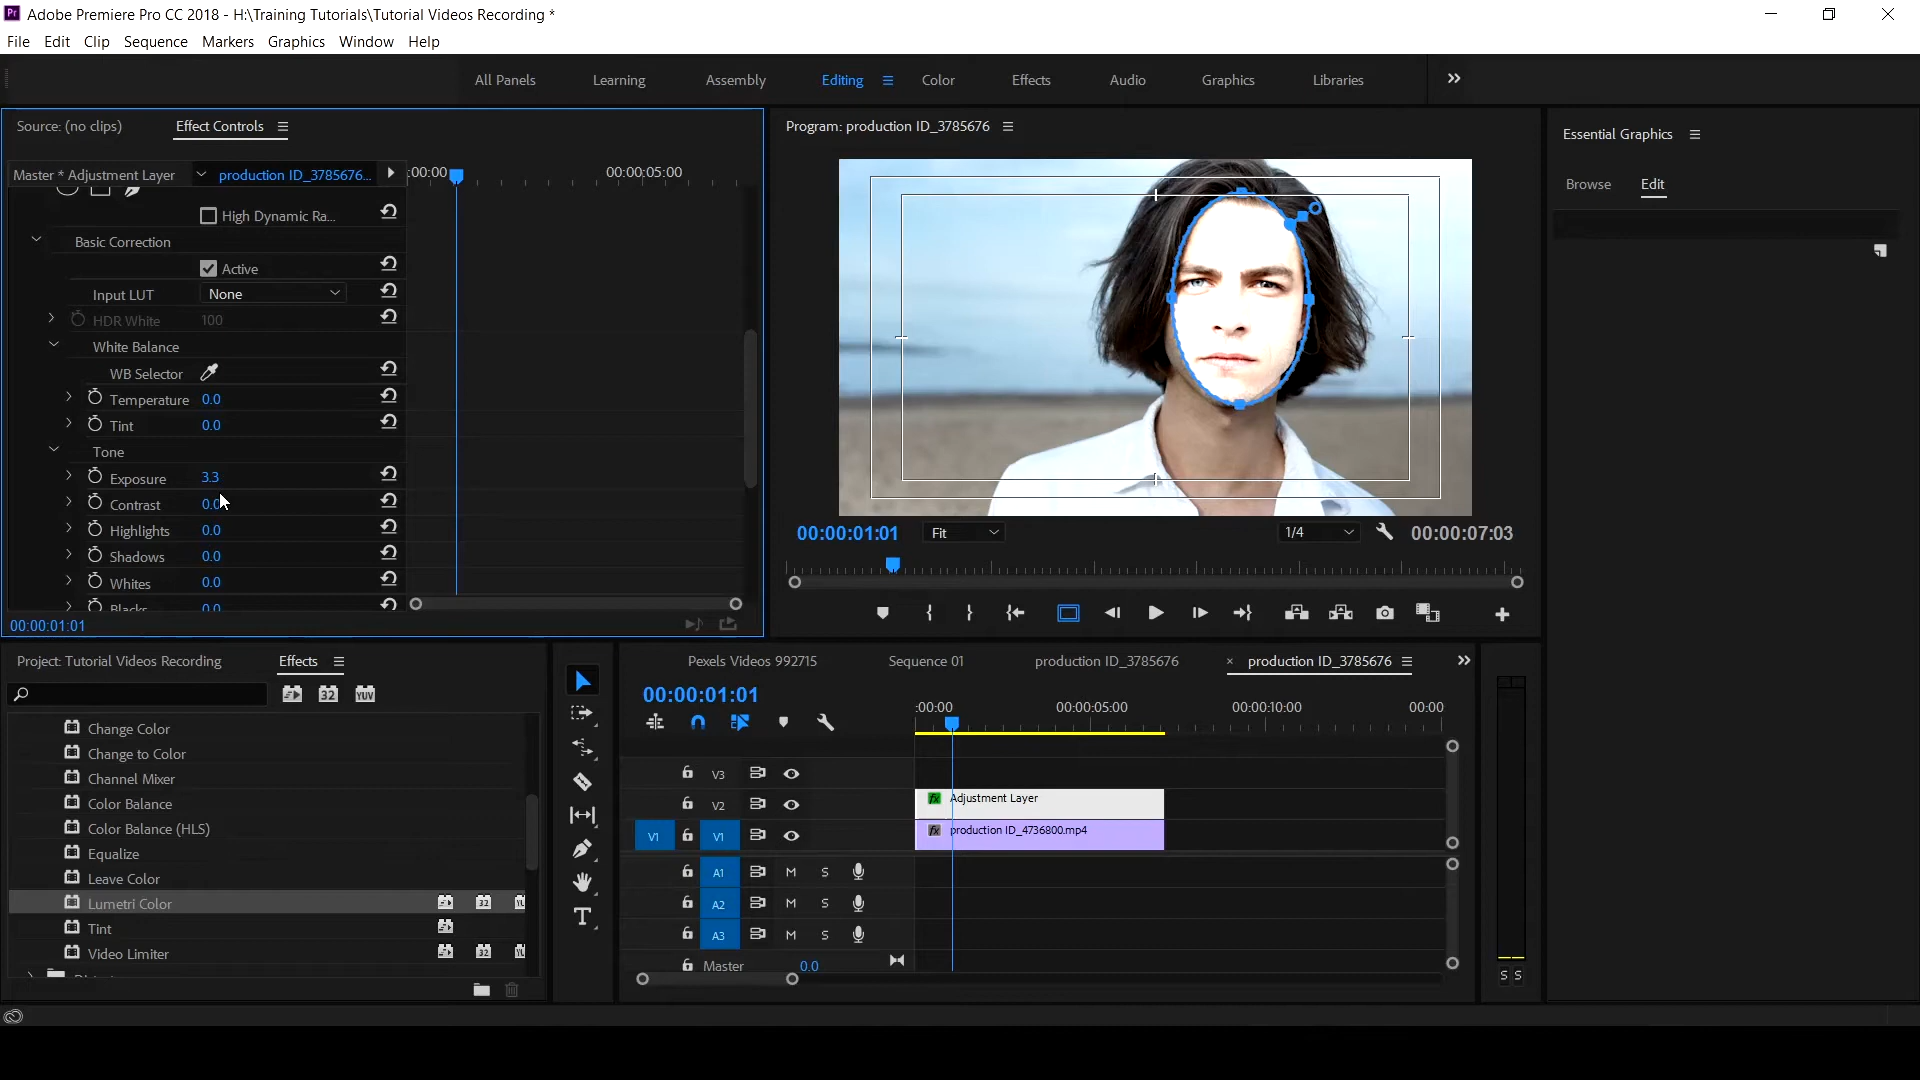 Pr Adobe Premiere Pro CC 2018 - H:\Training Tutorials\Tutorial Videos Recording *
File Edit Clip Sequence Markers Graphics Window Help
All Panels Learning Assembly Editing Color Effects Audio Graphics Libraries
Source: (no clips) Effect Controls
Program: production ID_3785676
Essential Graphics
Master * Adjustment Layer production ID_3785676... :00:00 00:00:05:00
Browse Edit
High Dynamic Ra...
Basic Correction
Active
Input LUT None
HDR White 100
White Balance
WB Selector
Temperature 0.0
Tint 0.0
Tone
Exposure 3.3
Contrast 0.0
Highlights 0.0
Shadows 0.0
Whites 0.0
Blacks 0.0
00:00:01:01
00:00:01:01 Fit 1/4 00:00:07:03
Project: Tutorial Videos Recording Effects
Pexels Videos 992715 Sequence 01 production ID_3785676 × production ID_3785676
32 YUV
00:00:01:01
:00:00 00:00:05:00 00:00:10:00 00:00
Change Color
Change to Color
Channel Mixer
Color Balance
Color Balance (HLS)
Equalize
Leave Color
Lumetri Color 32
Tint
Video Limiter 32
V3
V2 fx Adjustment Layer
V1 V1 fx production ID_4736800.mp4
A1 M S
A2 M S
A3 M S
Master 0.0
S S